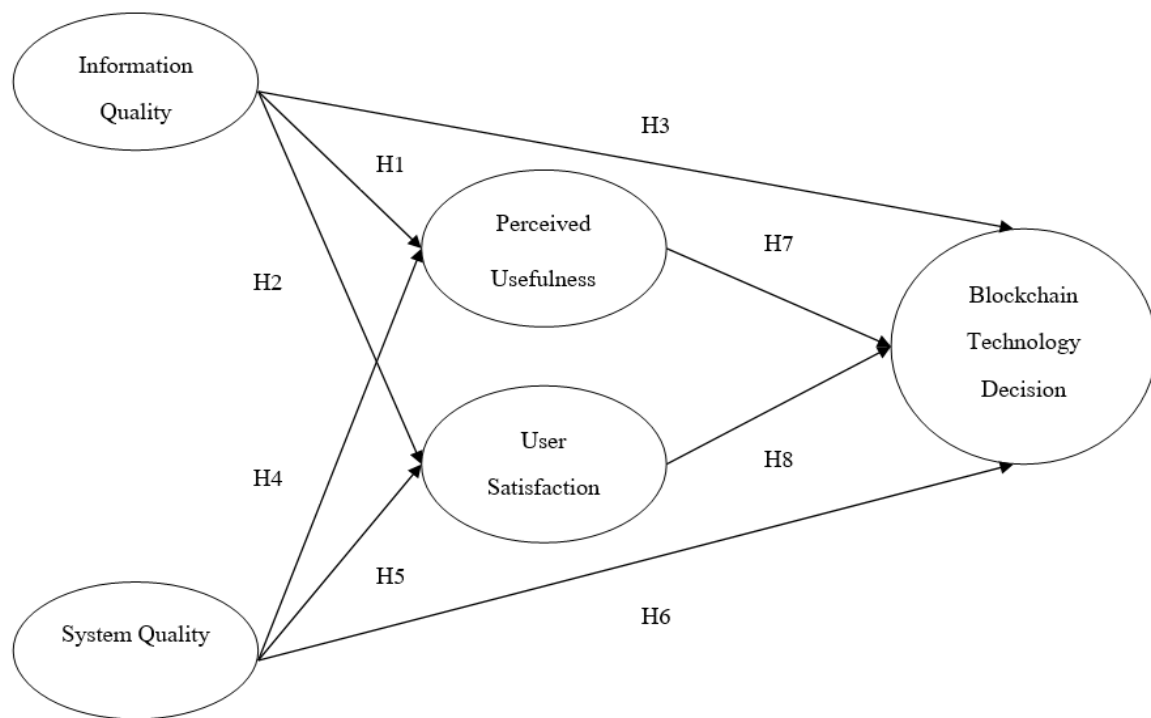 Information
Quality
H3
H1
Perceived
Usefulness
H7
H2
Blockchain
Technology
Decision
User
Satisfaction
H4
H8
H5
H6
System Quality